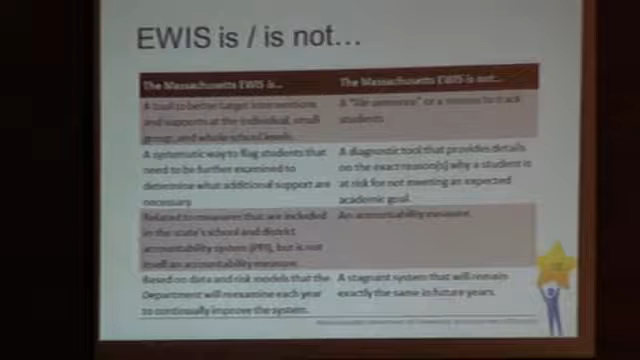 EWIS is / is not...
The Massachusetts EWIS is...
The Massachusetts EWIS is not...
A tool to better target interventions
and supports at the individual, small
group, and whole school levels.
A "life sentence" or a means to track
students
A systematic way to flag students that
need to be further examined to
determine what additional support are
necessary
A diagnostic tool that provides details
on the exact reason(s) why a student is
at risk for not meeting an expected
academic goal.
Related to measures that are included
in the state's school and district
accountability system (PPI), but is not
itself an accountability measure.
An accountability measure.
Based on data and risk models that the
Department will reexamine each year
to continually improve the system.
A stagnant system that will remain
exactly the same in future years.